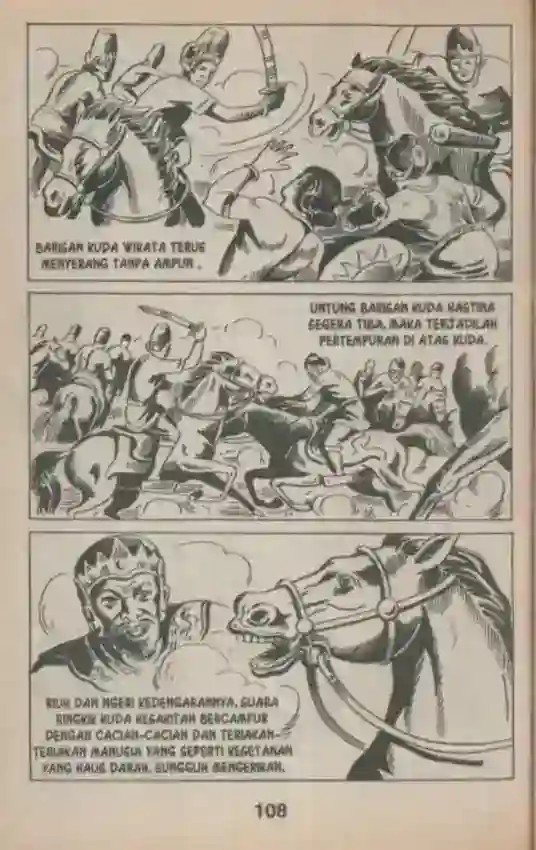 BARISAN KUDA WIRATA TERUS
MENYERANG TANPA AMPUN.
UNTUNG BARISAN KUDA HASTINA
SEGERA TIBA. MAKA TERJADILAH
PERTEMPURAN DI ATAS KUDA.
RIUH DAN NGERI KEDENGARANNYA. SUARA
RINGKIK KUDA KESAKITAN BERCAMPUR
DENGAN CACIAN-CACIAN DAN TERIAKAN-
TERIAKAN MANUSIA YANG SEPERTI KESETANAN
YANG HAUS DARAH. SUNGGUH MENGERIKAN.
108